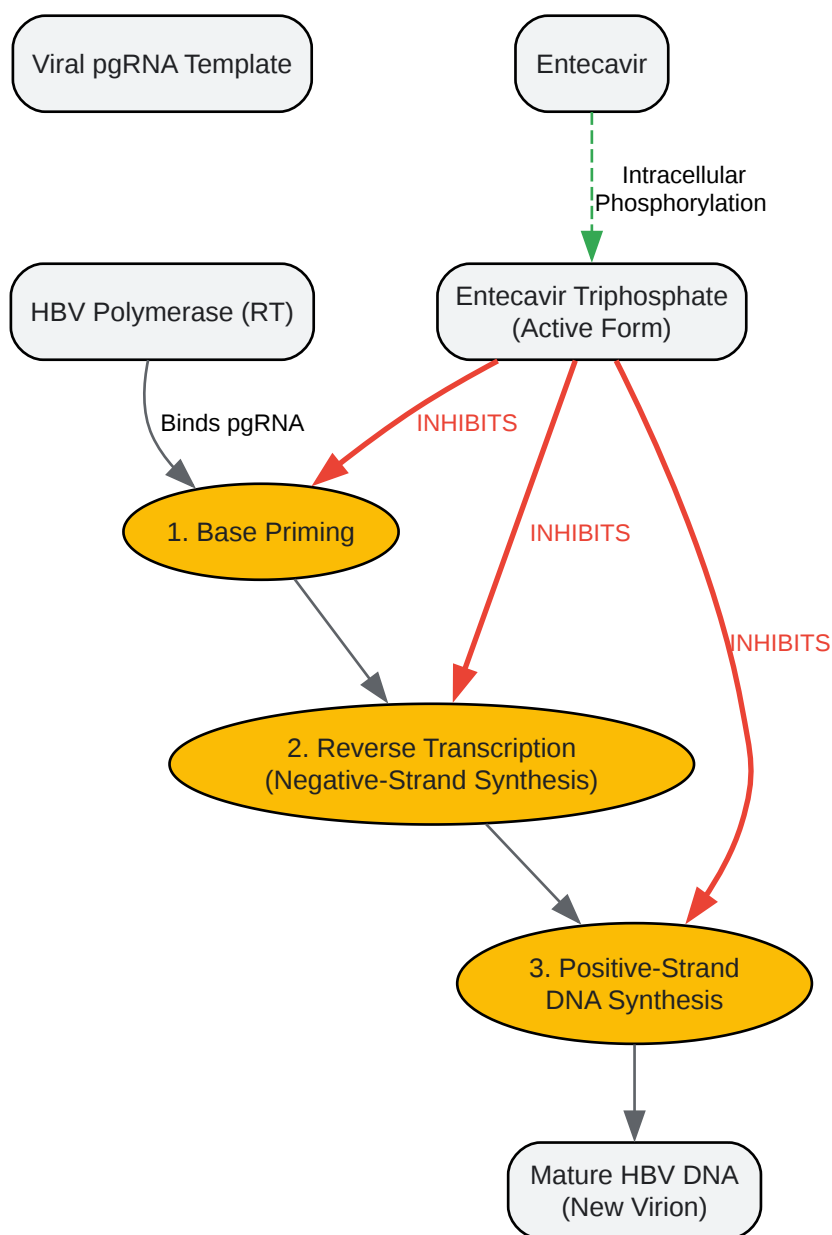 Viral pgRNA Template
Entecavir
Intracellular
Phosphorylation
HBV Polymerase (RT)
Entecavir Triphosphate
(Active Form)
Binds pgRNA
INHIBITS
1. Base Priming
INHIBITS
INHIBITS
2. Reverse Transcription
(Negative-Strand Synthesis)
3. Positive-Strand
DNA Synthesis
Mature HBV DNA
(New Virion)